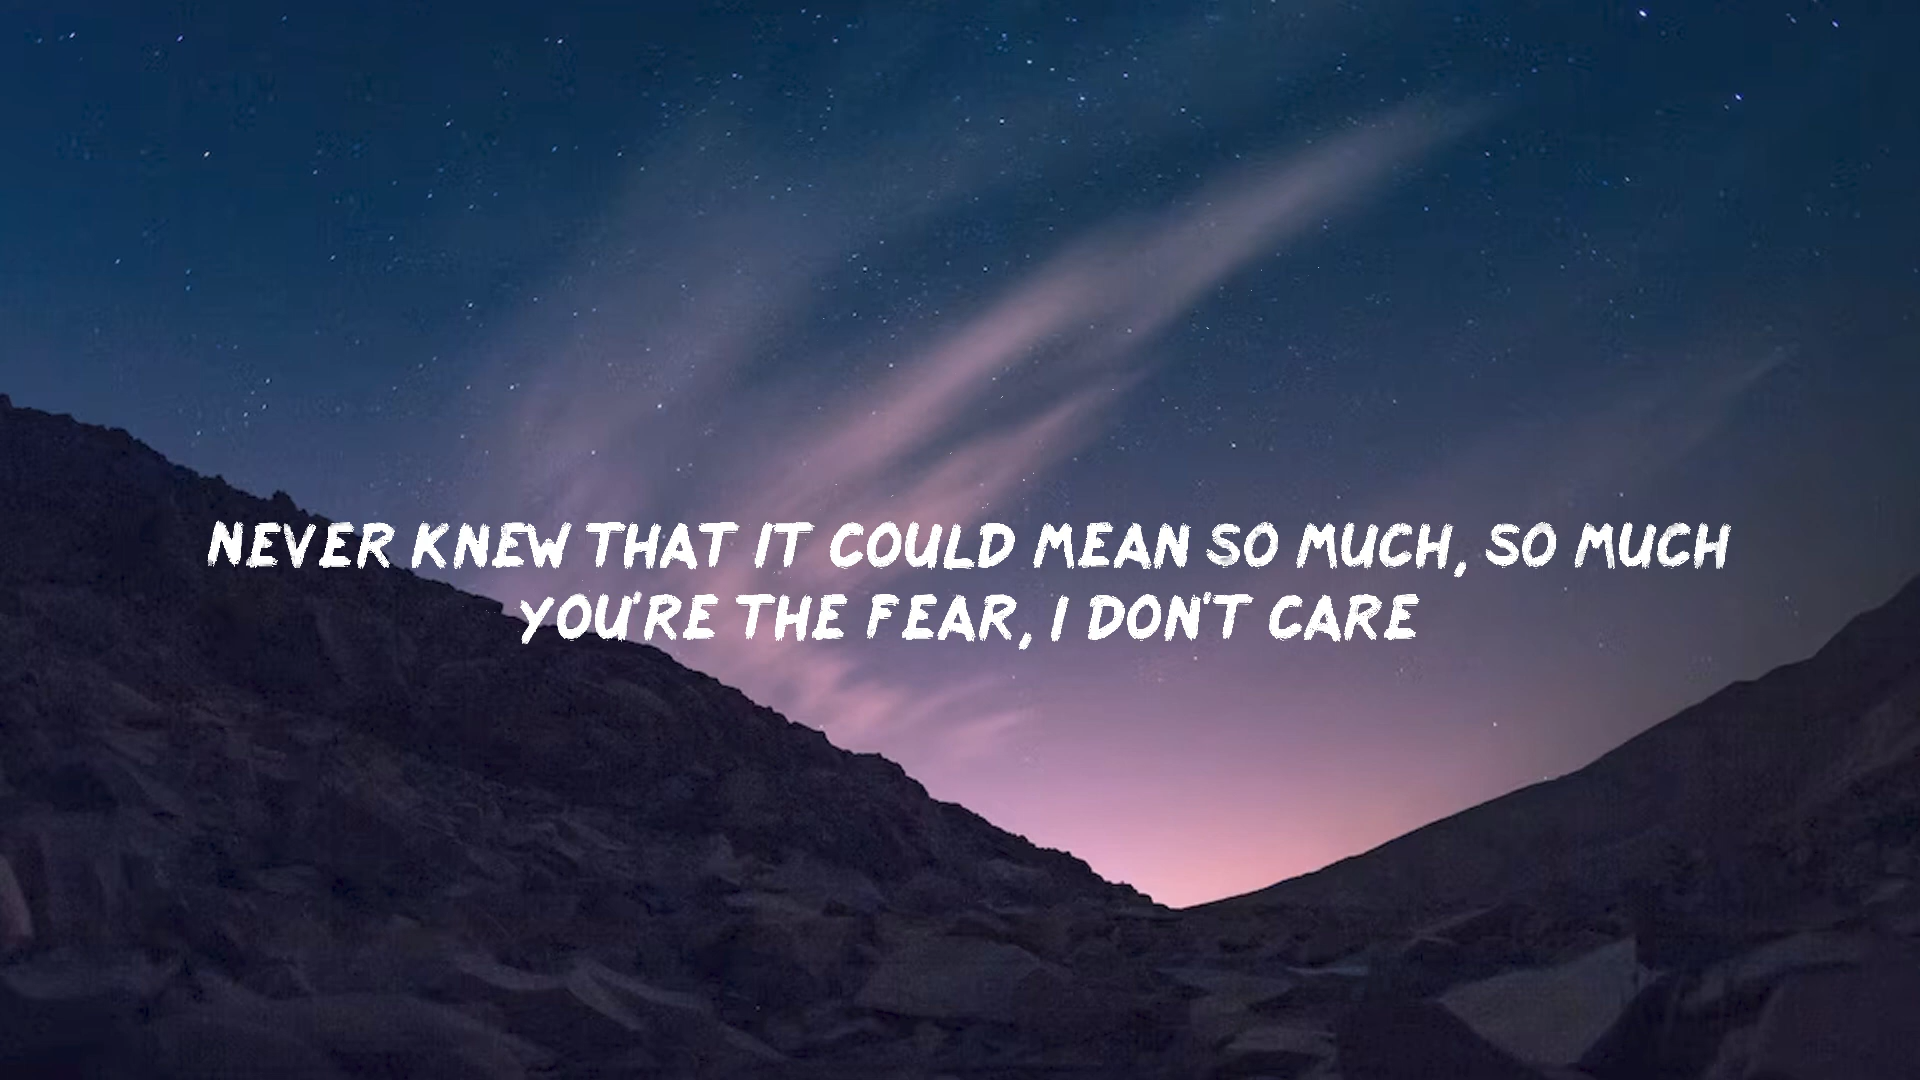 NEVER KNEW THAT IT COULD MEAN SO MUCH, SO MUCH
YOU'RE THE FEAR, I DON'T CARE